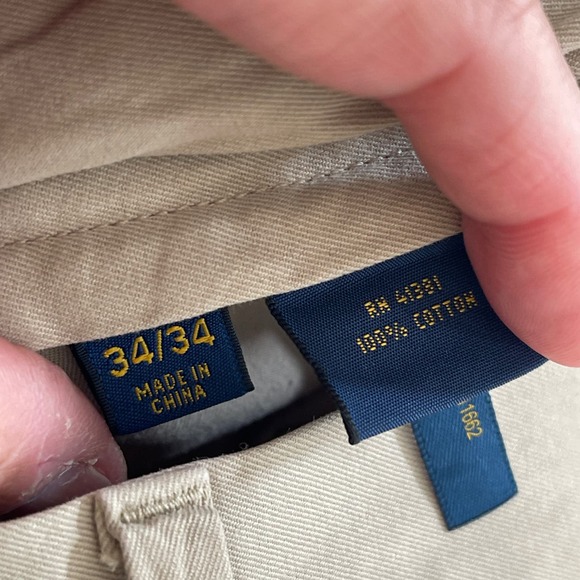 34/34
MADE IN
CHINA
RN 41381
100% COTTON
1662